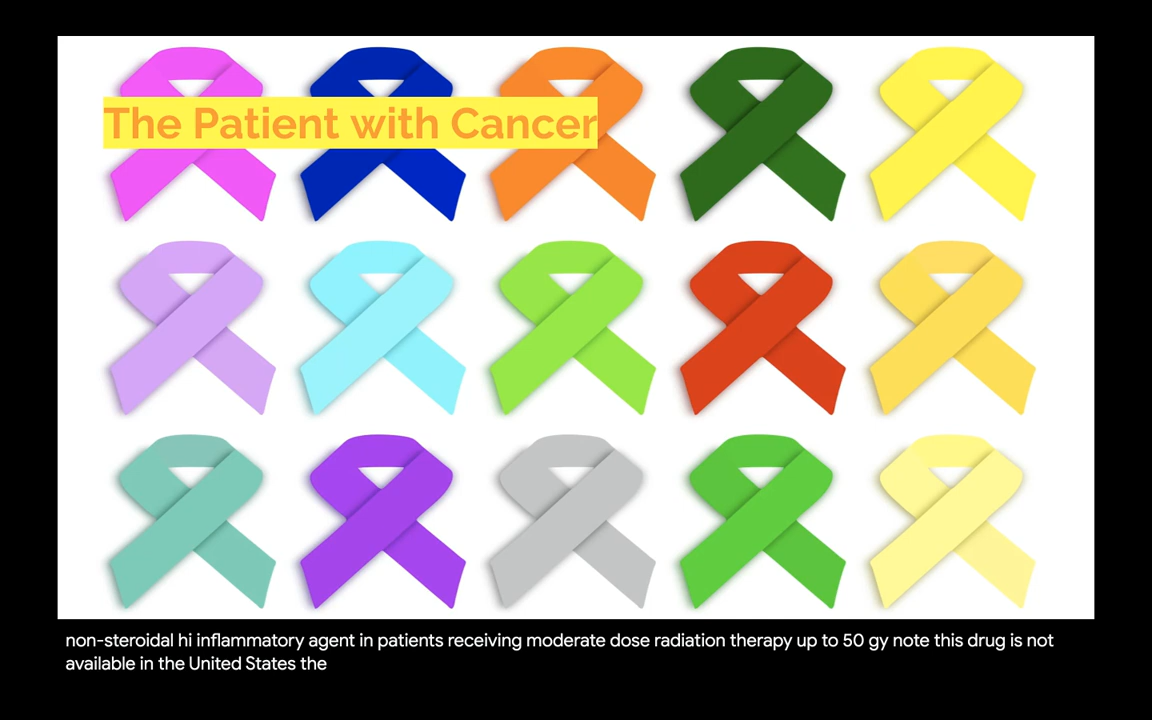 The Patient with Cancer
non-steroidal hi inflammatory agent in patients receiving moderate dose radiation therapy up to 50 gy note this drug is not
available in the United States the